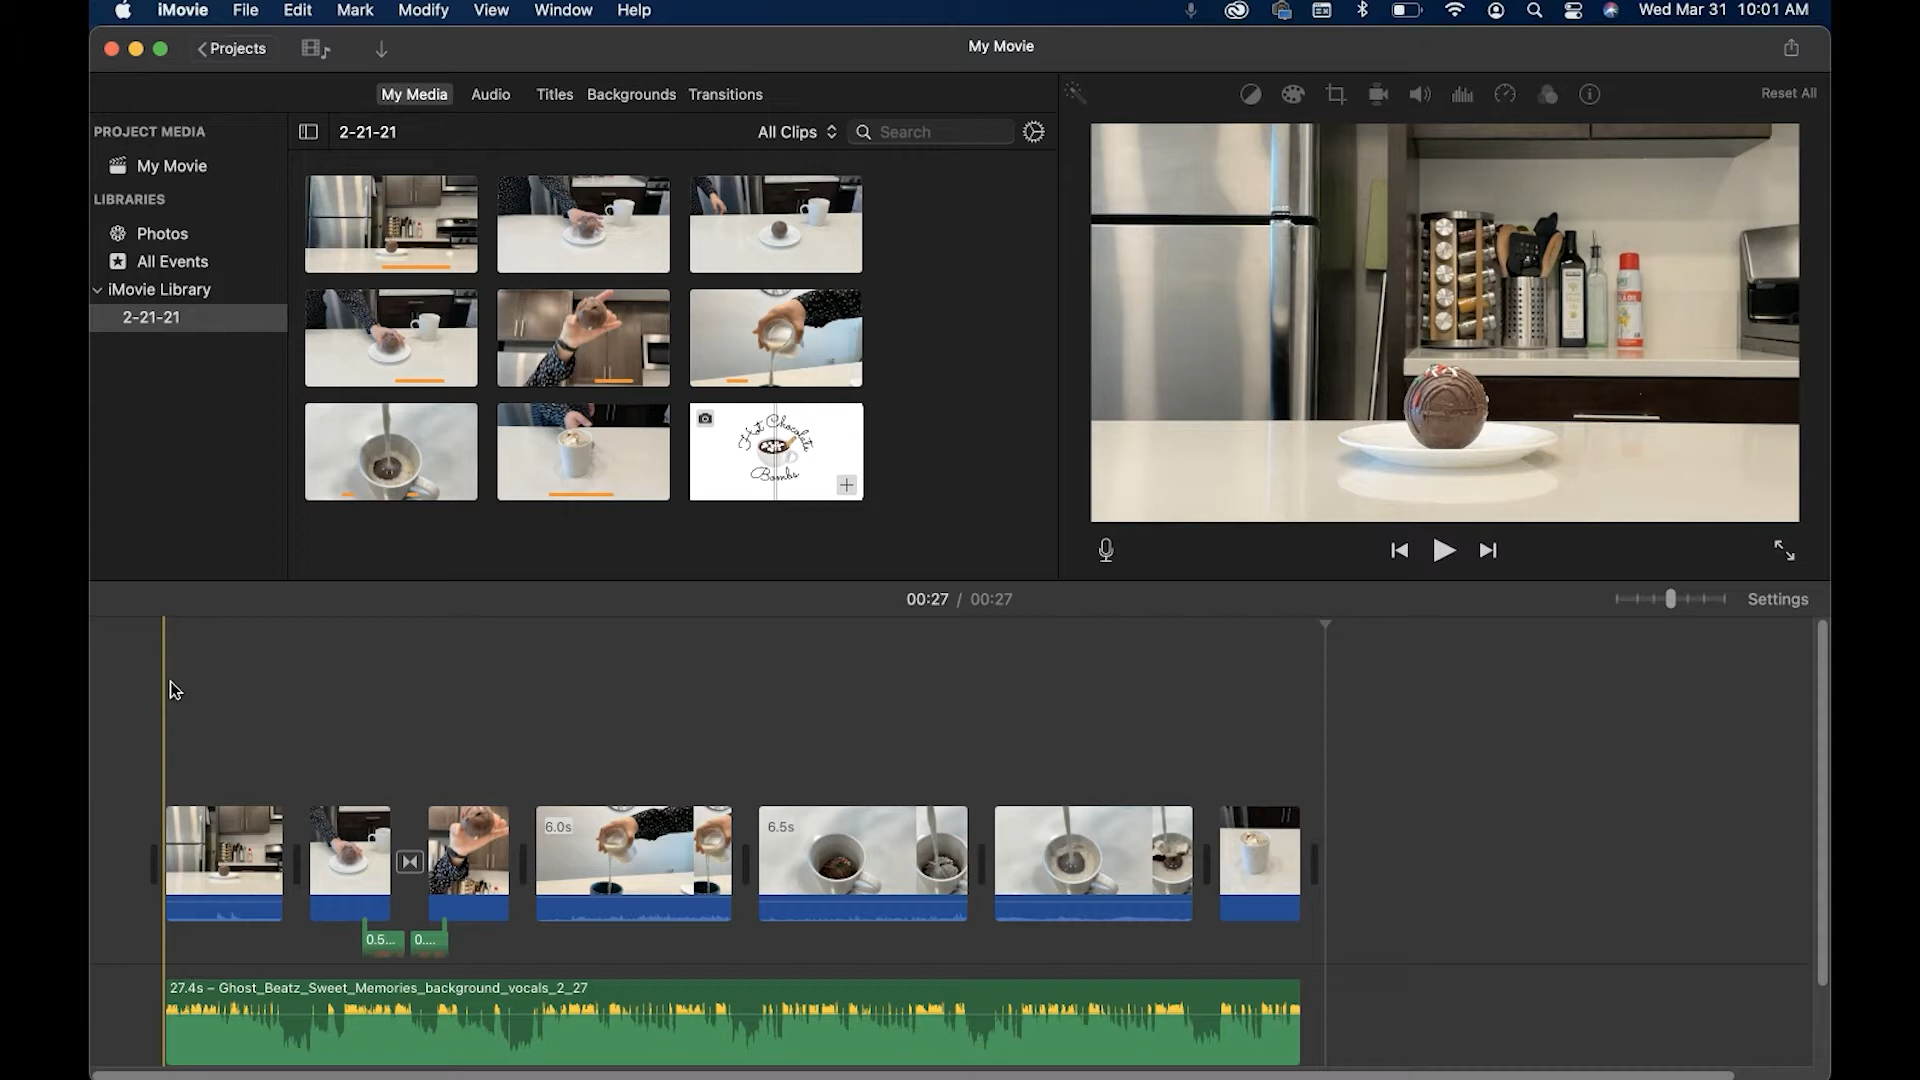 iMovie File Edit Mark Modify View Window Help Wed Mar 31 10:01 AM
Projects
My Movie
My Media Audio Titles Backgrounds Transitions
Reset All
PROJECT MEDIA
My Movie
LIBRARIES
Photos
All Events
iMovie Library
2-21-21
2-21-21
All Clips
Search
Hot Chocolate
Bombs
00:27 / 00:27
Settings
6.0s
6.5s
0.5...
0....
27.4s – Ghost_Beatz_Sweet_Memories_background_vocals_2_27